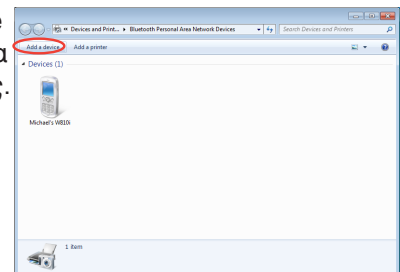 e
a
.
« Devices and Print... ▸ Bluetooth Personal Area Network Devices
Search Devices and Printers
Add a device Add a printer
Devices (1)
Michael's W810i
1 item